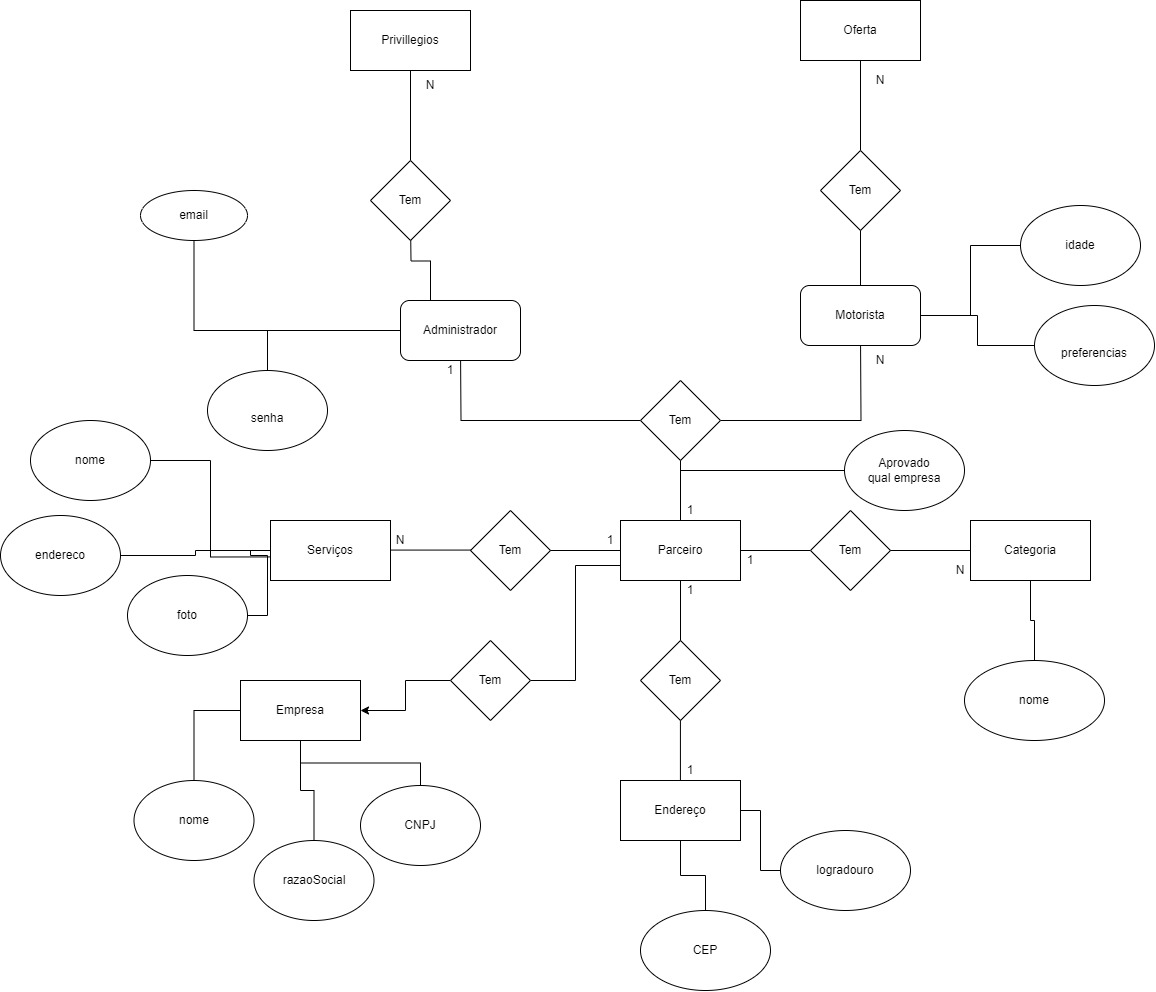 Privillegios
Oferta
N
N
Tem
Tem
email
idade
Administrador
Motorista
preferencias
1
N
senha
Tem
nome
Aprovado
qual empresa
1
endereco
Serviços
N
Tem
1
Parceiro
1
Tem
N
Categoria
foto
1
Tem
Tem
Empresa
nome
1
nome
razaoSocial
CNPJ
Endereço
logradouro
CEP